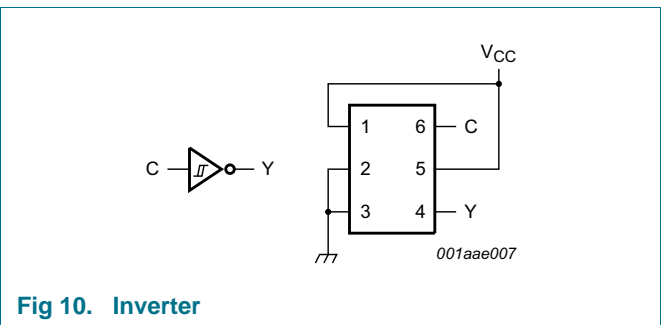 VCC
1 6 C
C Y 2 5
3 4 Y
001aae007
Fig 10. Inverter